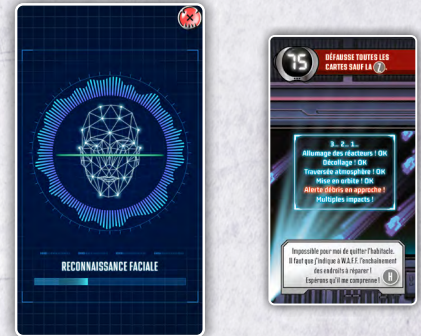 RECONNAISSANCE FACIALE
75
DÉFAUSSE TOUTES LES
CARTES SAUF LA Z.
3... 2... 1...
Allumage des réacteurs ! OK
Décollage ! OK
Traversée atmosphère ! OK
Mise en orbite ! OK
Alerte débris en approche !
Multiples impacts !
Impossible pour moi de quitter l'habitacle.
Il faut que j'indique à W.A.F.F. l'enchaînement
des endroits à réparer !
Espérons qu'il me comprenne !
H